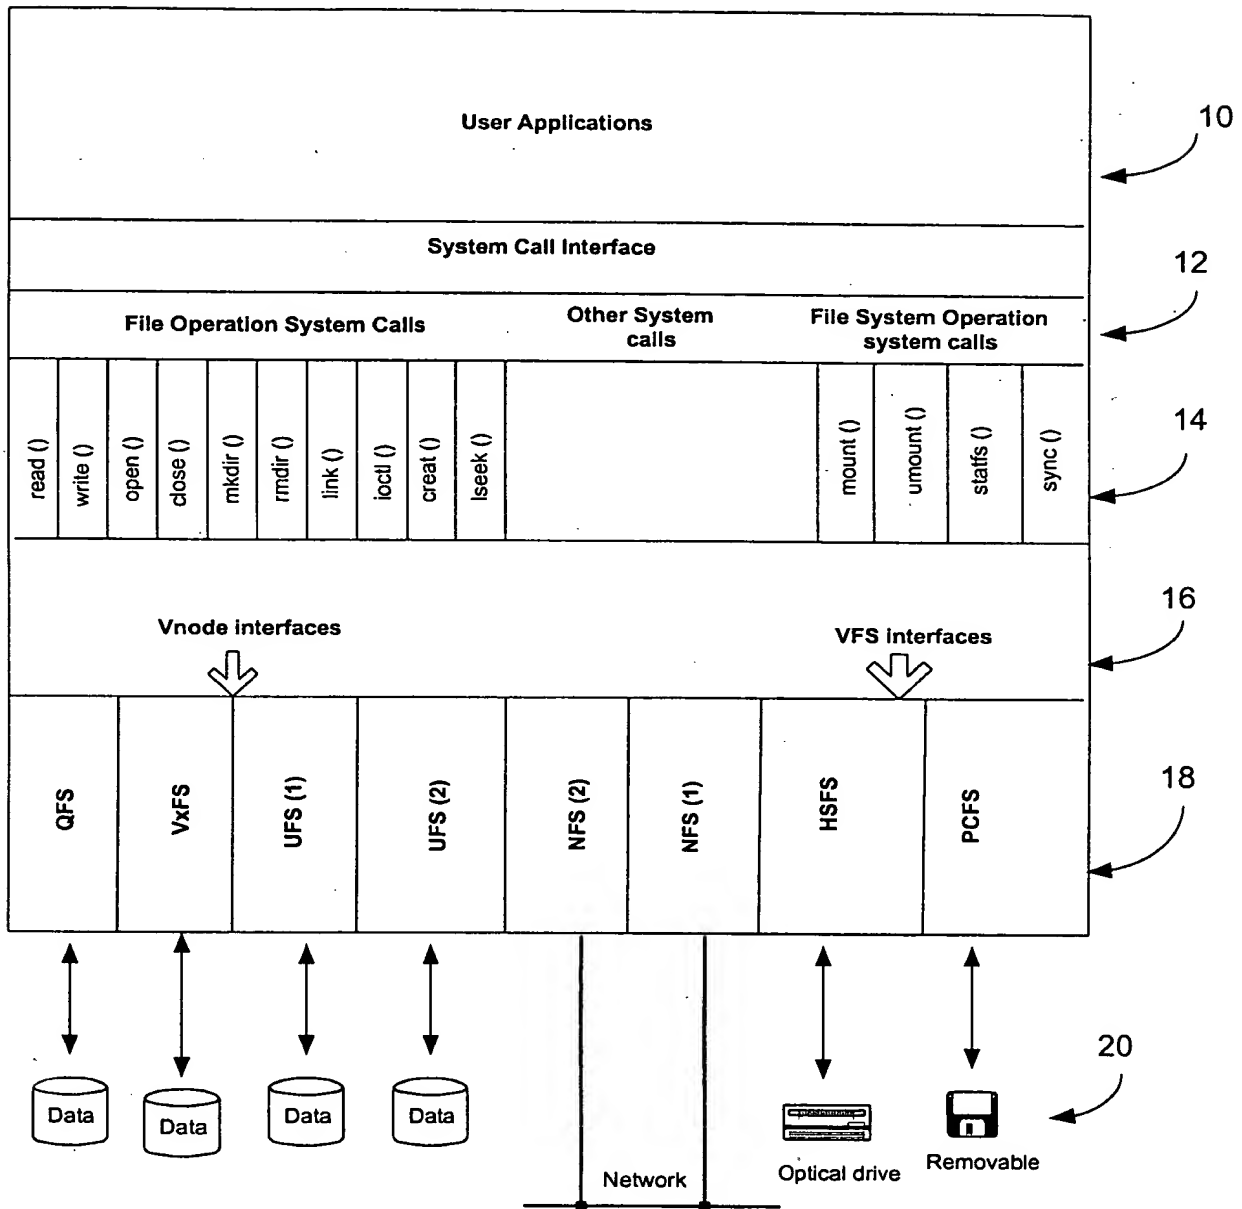 User Applications
10
System Call Interface
12
File Operation System Calls
Other System
calls
File System Operation
system calls
read ()
write ()
open ()
close ()
mkdir ()
rmdir ()
link ()
ioctl ()
creat ()
lseek ()
mount ()
umount ()
statfs ()
sync ()
14
16
Vnode interfaces
VFS interfaces
QFS
VxFS
UFS (1)
UFS (2)
NFS (2)
NFS (1)
HSFS
PCFS
18
20
Data
Data
Data
Data
Optical drive
Removable
Network